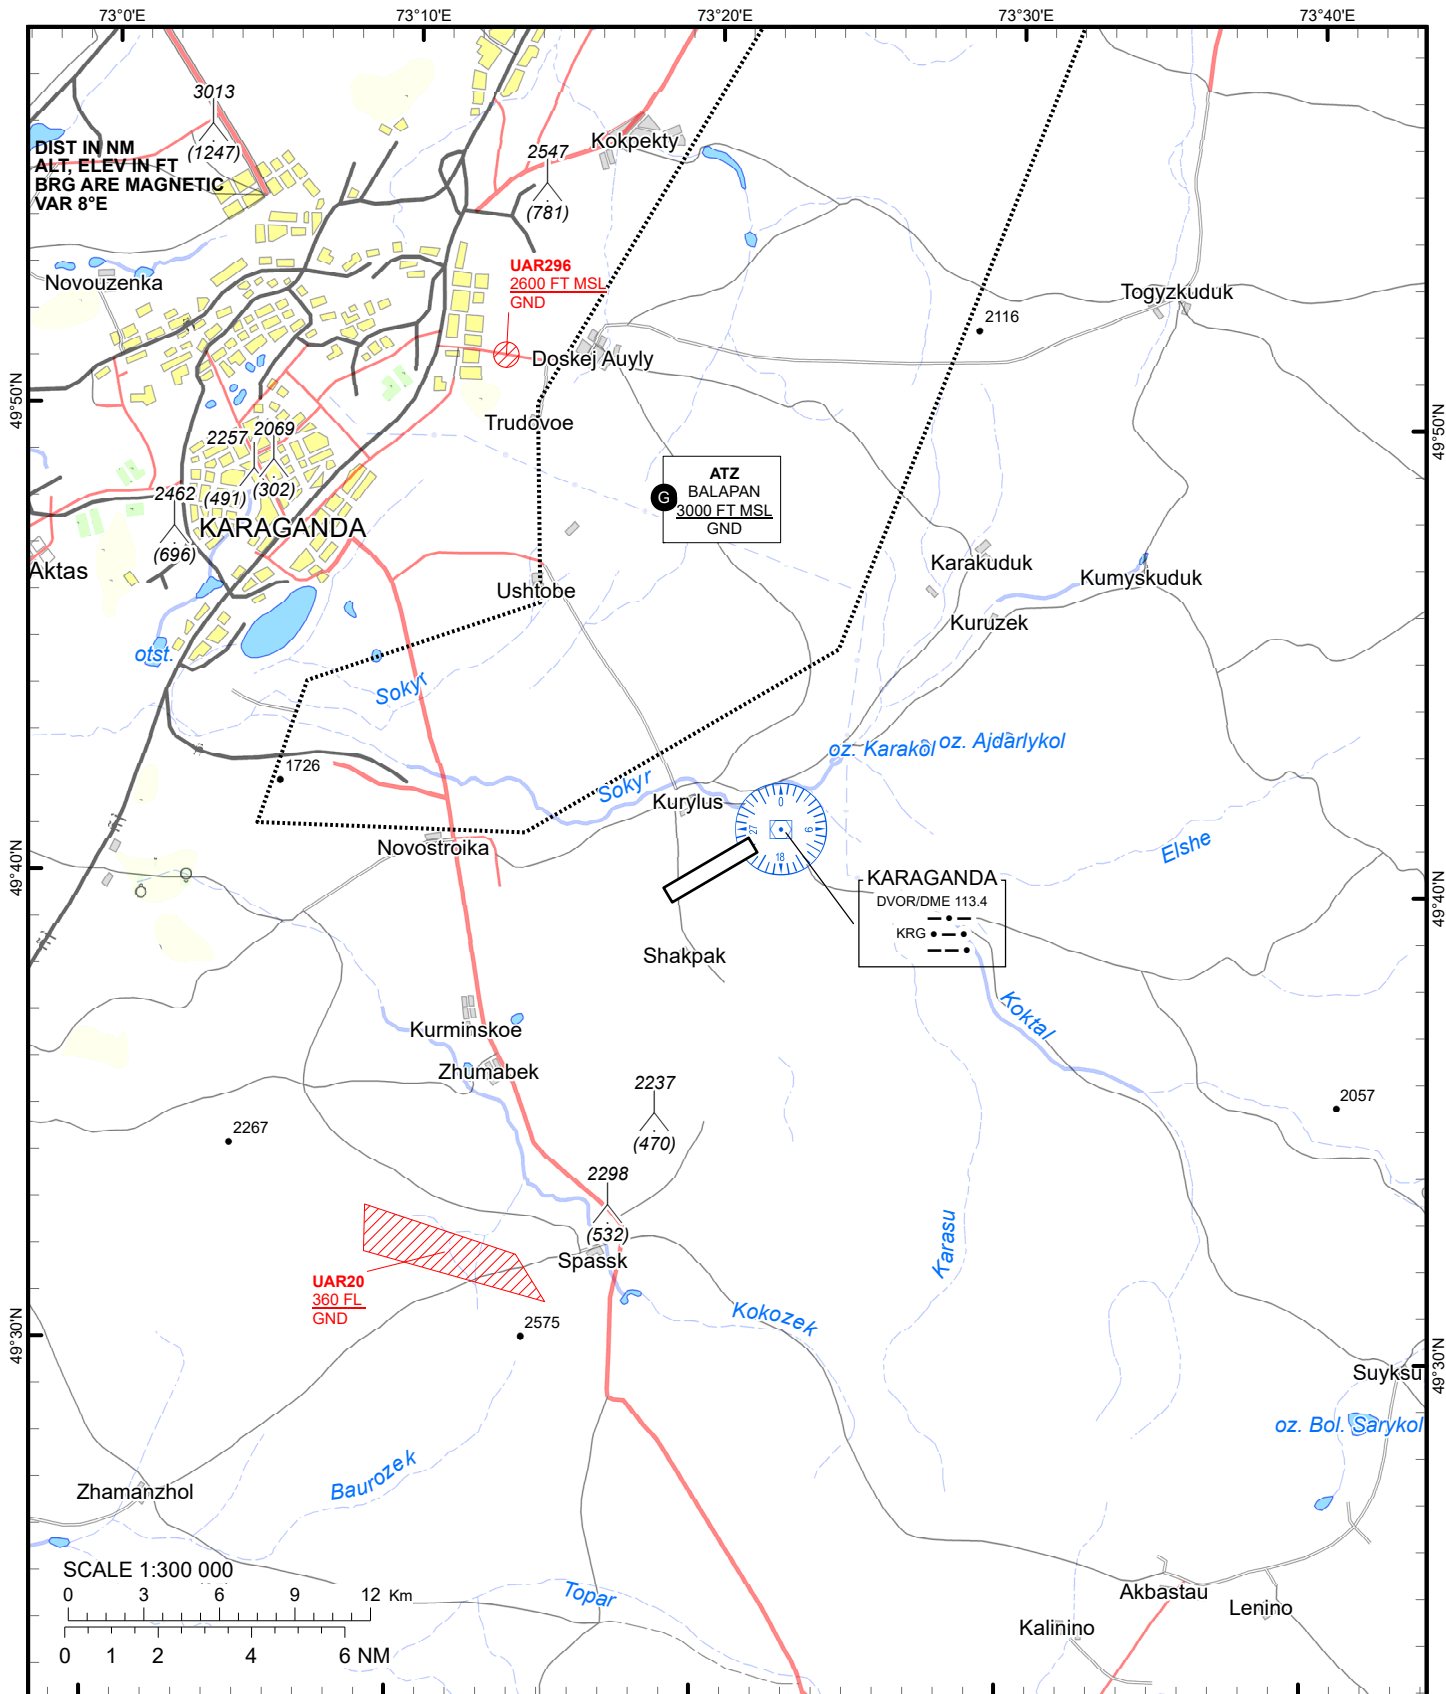 73°0'E
73°10'E
73°20'E
73°30'E
73°40'E
3013
(1247)
DIST IN NM
ALT, ELEV IN FT
BRG ARE MAGNETIC
VAR 8°E
Kokpekty
2547
(781)
UAR296
2600 FT MSL
GND
Novouzenka
Togyzkuduk
2116
Doskej Auyly
49°50'N
49°50'N
Trudovoe
2257
(491)
2069
(302)
2462
(696)
KARAGANDA
ATZ
BALAPAN
3000 FT MSL
GND
G
Aktas
Karakuduk
Kumyskuduk
Ushtobe
Kuruzek
otst.
Sokyr
oz. Karakol
oz. Ajdarlykol
1726
Sokyr
Kurylus
0
9
18
27
Novostroika
Elshe
49°40'N
49°40'N
KARAGANDA
DVOR/DME 113.4
KRG
Shakpak
Koktal
Kurminskoe
Zhumabek
2237
(470)
2057
2267
2298
(532)
Karasu
Spassk
UAR20
360 FL
GND
Kokozek
2575
49°30'N
49°30'N
Suyksu
oz. Bol. Sarykol
Baurozek
Zhamanzhol
SCALE 1:300 000
0 3 6 9 12 Km
0 1 2 4 6 NM
Topar
Akbastau
Lenino
Kalinino